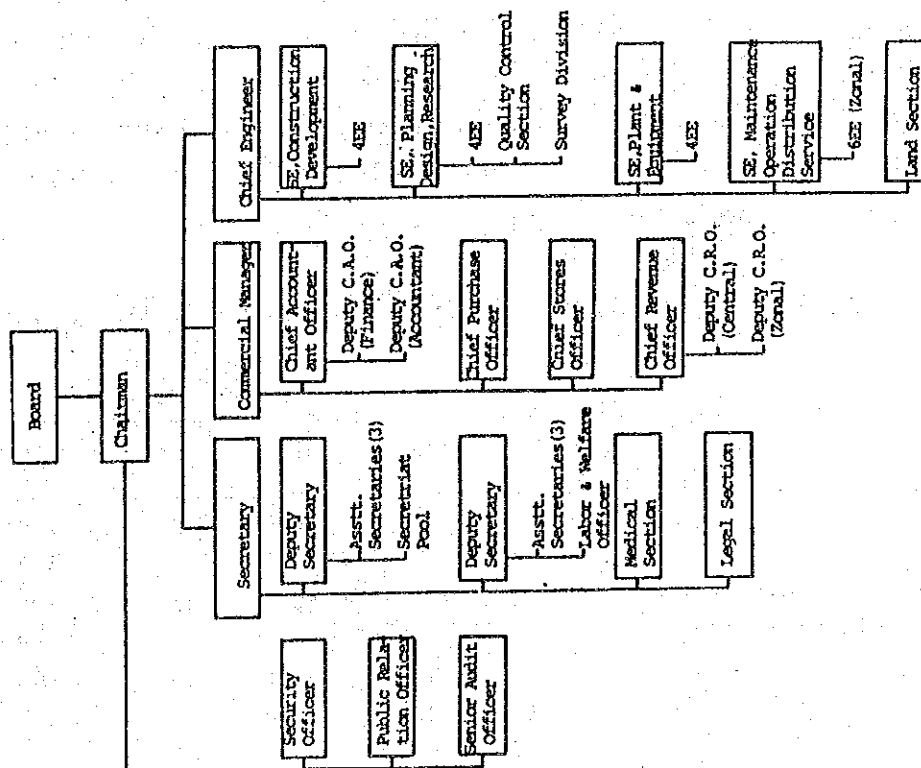 Board
Chairman
Security
Officer
Public Rela-
tion Officer
Senior Audit
Officer
Secretary
Deputy
Secretary
Asstt.
Secretaries(3)
Secretriat
Pool
Deputy
Secretary
Asstt.
Secretaries(3)
Labor & Welfare
Officer
Medical
Section
Legal Section
Commercial Manager
Chief Account-
ant Officer
Deputy C.A.O.
(Finance)
Deputy C.A.O.
(Accountant)
Chief Purchase
Officer
Chief Stores
Officer
Chief Revenue
Officer
Deputy C.R.O.
(Central)
Deputy C.R.O.
(Zonal)
Chief Engineer
SE,Construction
Development
4EE
SE, Planning,
Design,Research
4EE
Quality Control
Section
Survey Division
SE,Plant &
Equipment
4EE
SE, Maintenance
Operation
Distribution
Service
6EE (Zonal)
Land Section